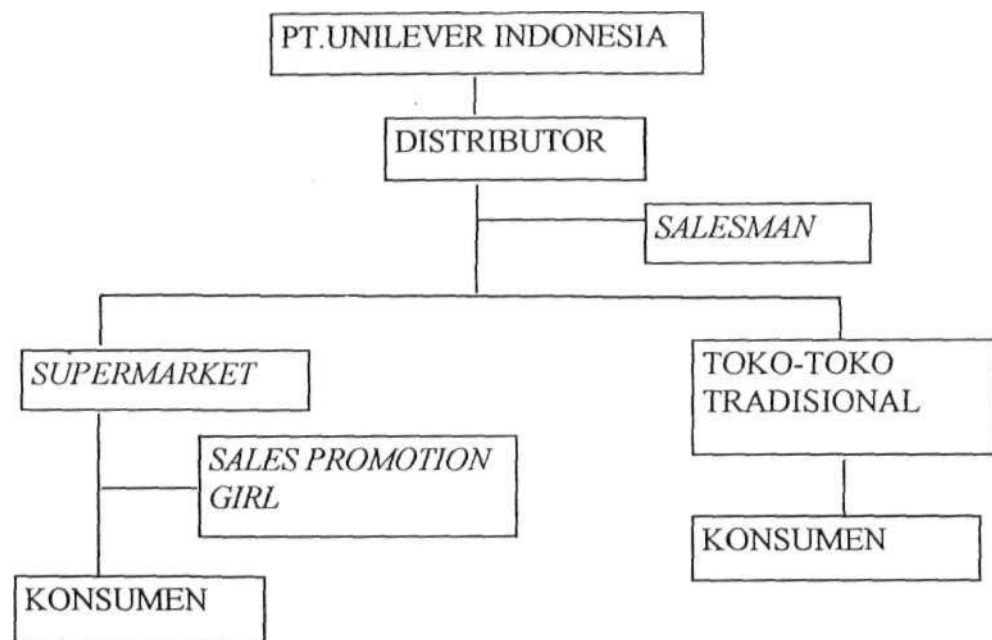 PT.UNILEVER INDONESIA
DISTRIBUTOR
SALESMAN
SUPERMARKET
TOKO-TOKO
TRADISIONAL
SALES PROMOTION
GIRL
KONSUMEN
KONSUMEN